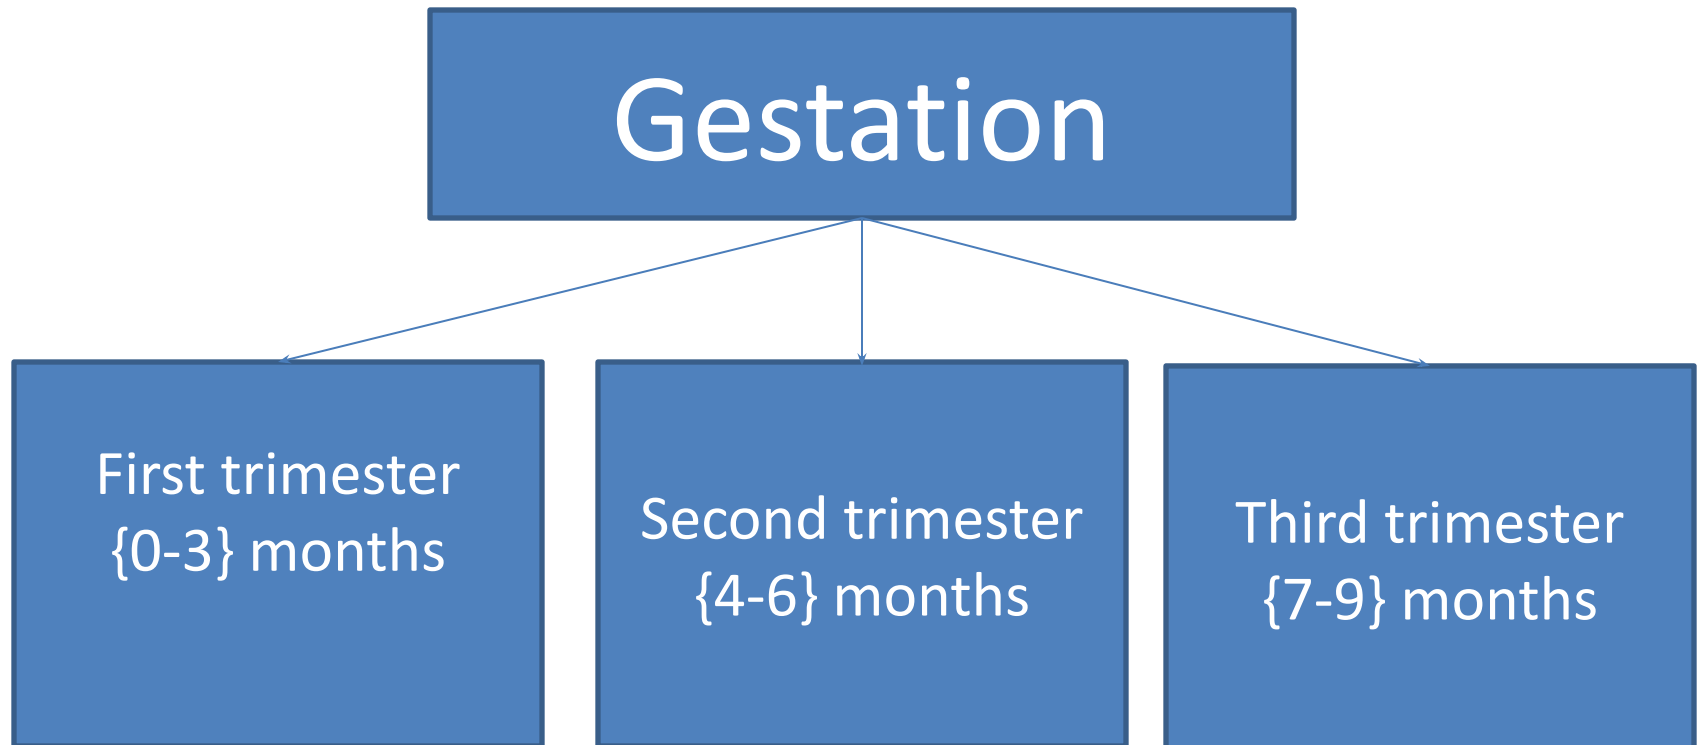 Gestation
First trimester
{0-3} months
Second trimester
{4-6} months
Third trimester
{7-9} months